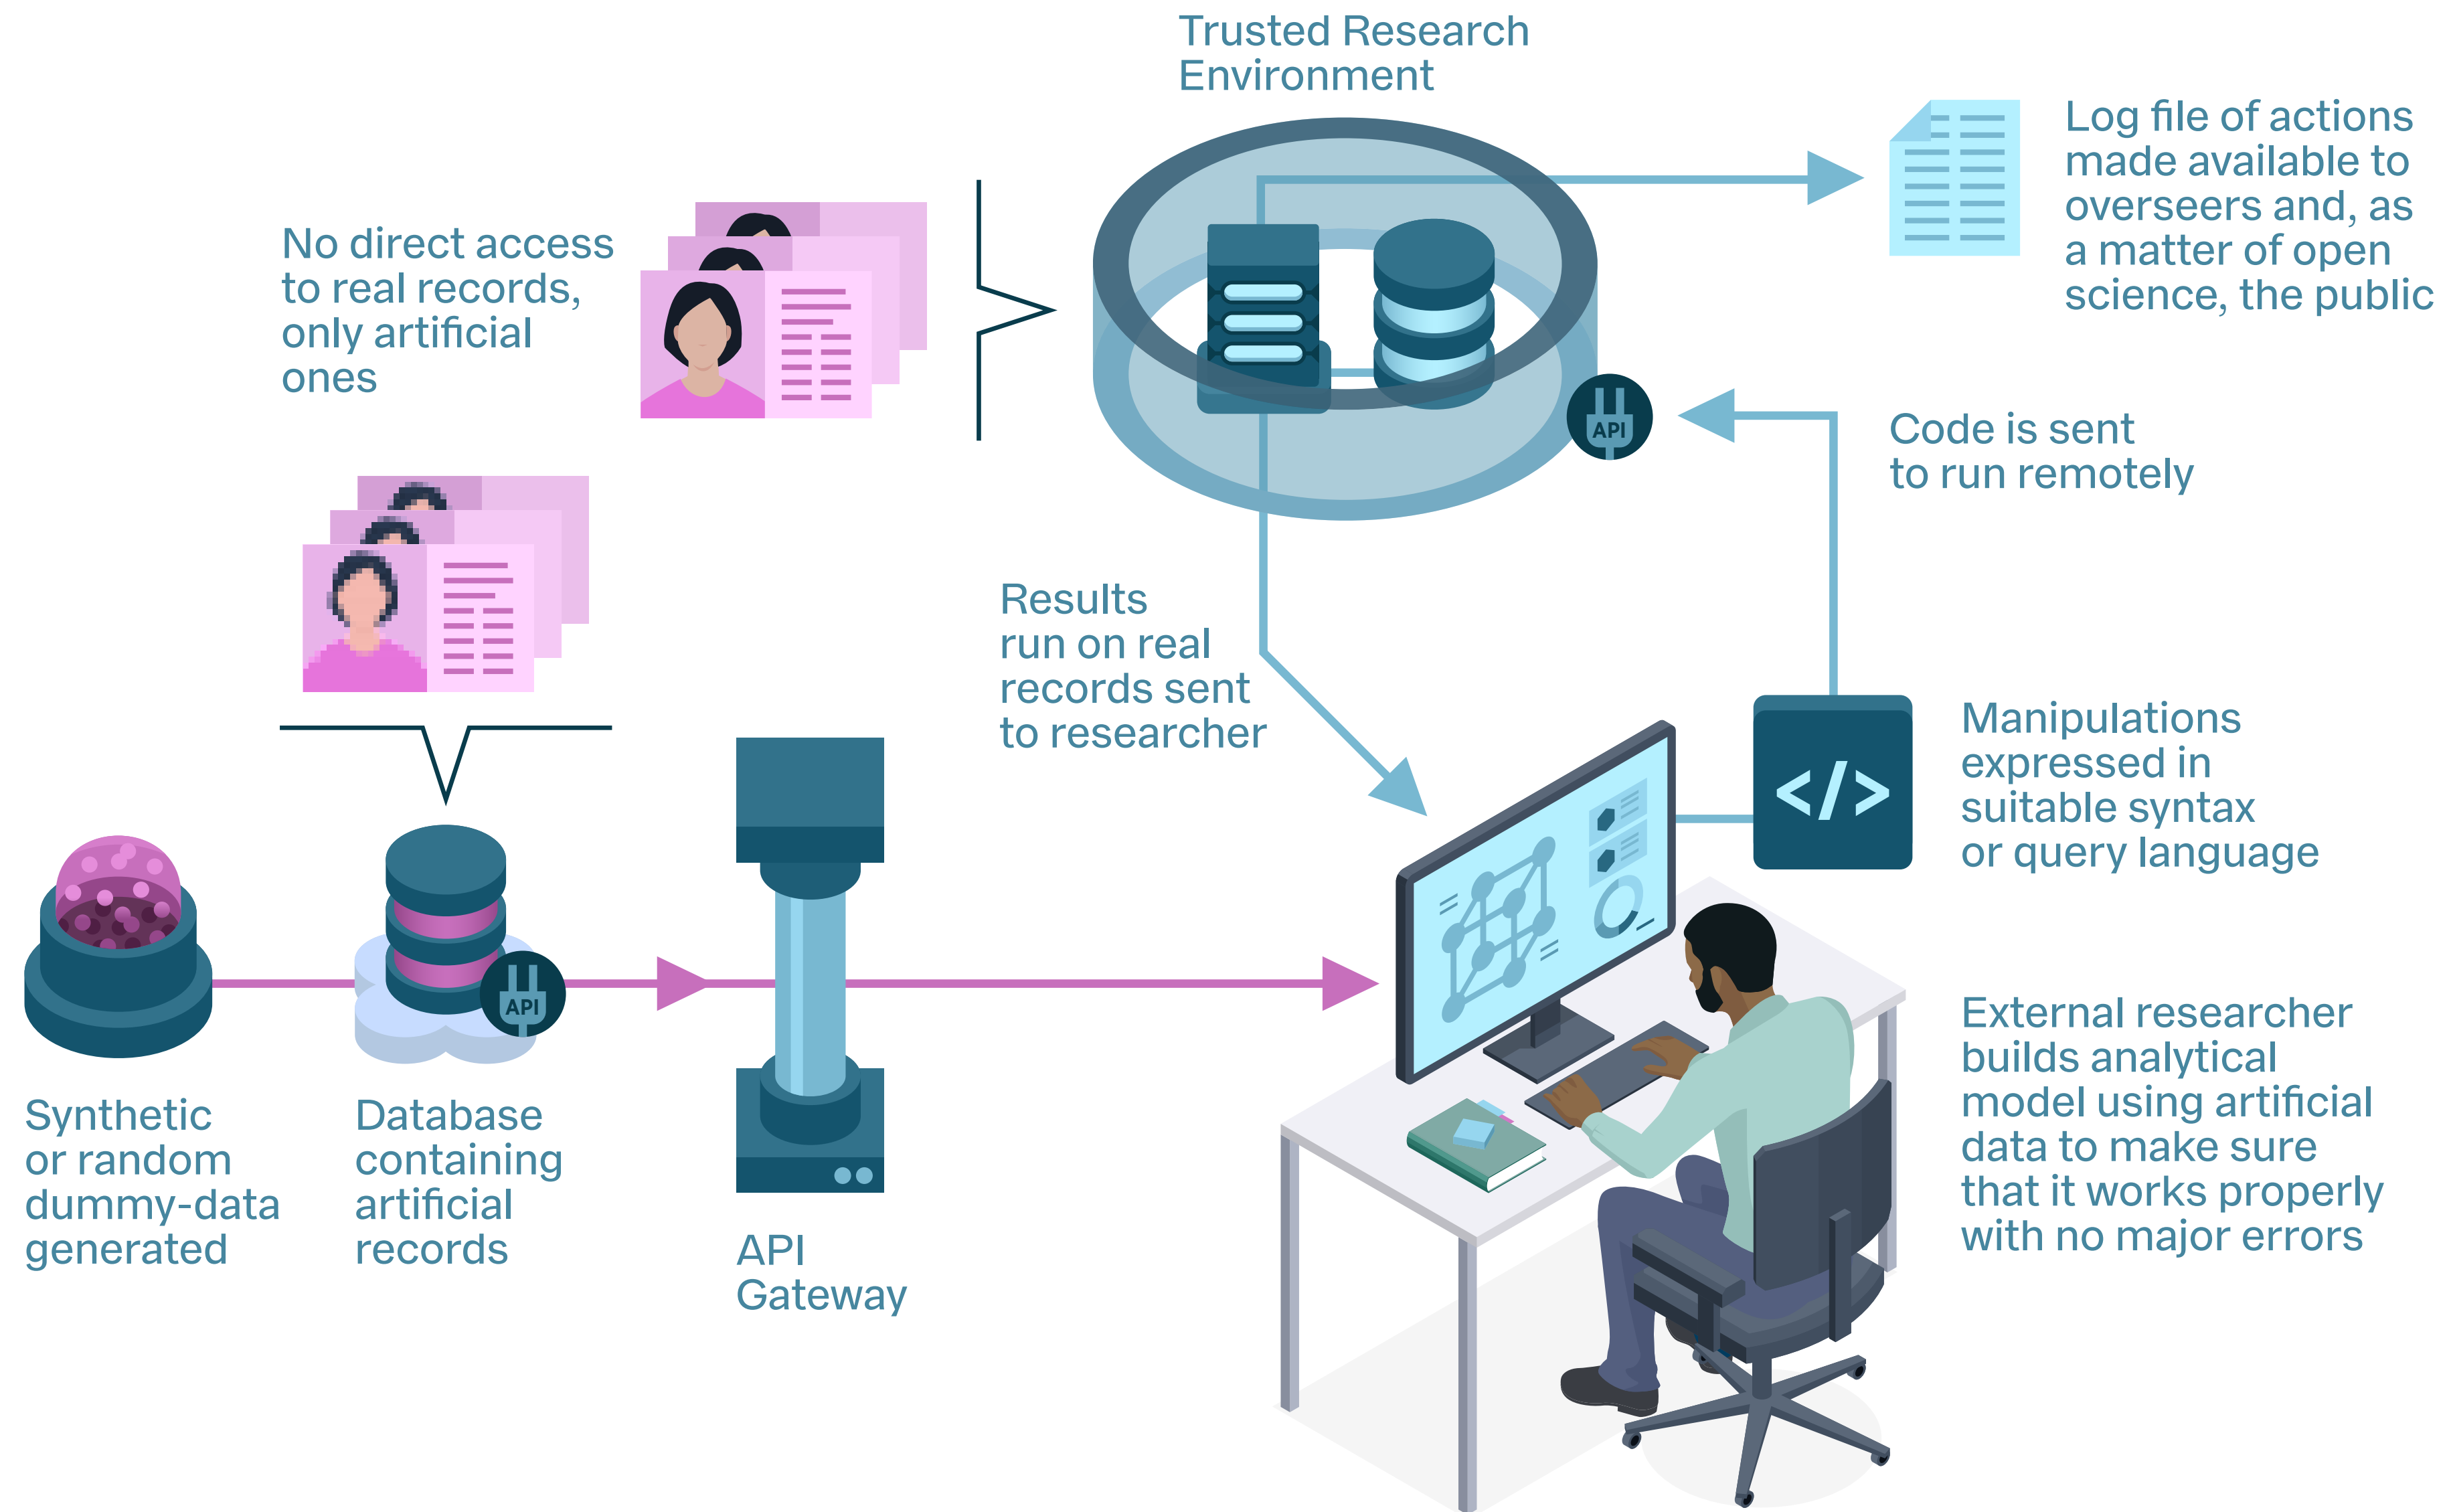 Trusted Research
Environment
Log file of actions
made available to
overseers and, as
a matter of open
science, the public
No direct access
to real records,
only artificial
ones
API
Code is sent
to run remotely
Results
run on real
records sent
to researcher
Manipulations
expressed in
suitable syntax
or query language
</>
API
External researcher
builds analytical
model using artificial
data to make sure
that it works properly
with no major errors
Synthetic
or random
dummy-data
generated
Database
containing
artificial
records
API
Gateway